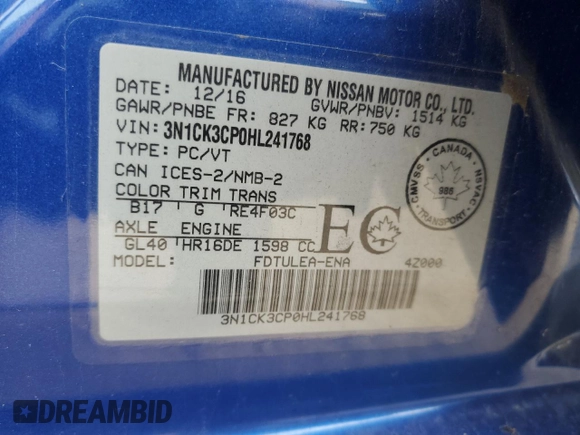 MANUFACTURED BY NISSAN MOTOR CO., LTD.
DATE: 12/16 GVWR/PNBV: 1514 KG
GAWR/PNBE FR: 827 KG RR: 750 KG
VIN: 3N1CK3CP0HL241768
TYPE: PC/VT
CAN ICES-2/NMB-2
COLOR TRIM TRANS
B17 G RE4F03C
AXLE ENGINE
GL40 HR16DE 1598 CC
MODEL: FDTULEA-ENA 4Z000
3N1CK3CP0HL241768
EC
CANADA
CMVSS
NSVAC
TRANSPORT
DREAMBID